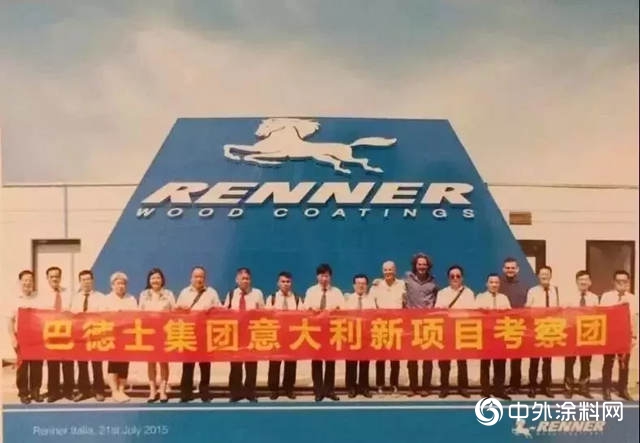 RENNER
WOOD COATINGS
巴德士集团意大利新项目考察团
Renner Italia, 21st July 2015
RENNER
中外涂料网